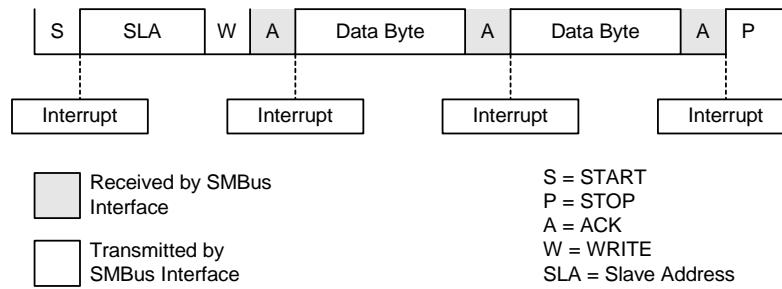 S SLA W A Data Byte A Data Byte A P
Interrupt Interrupt Interrupt Interrupt
Received by SMBus
Interface
Transmitted by
SMBus Interface
S = START
P = STOP
A = ACK
W = WRITE
SLA = Slave Address